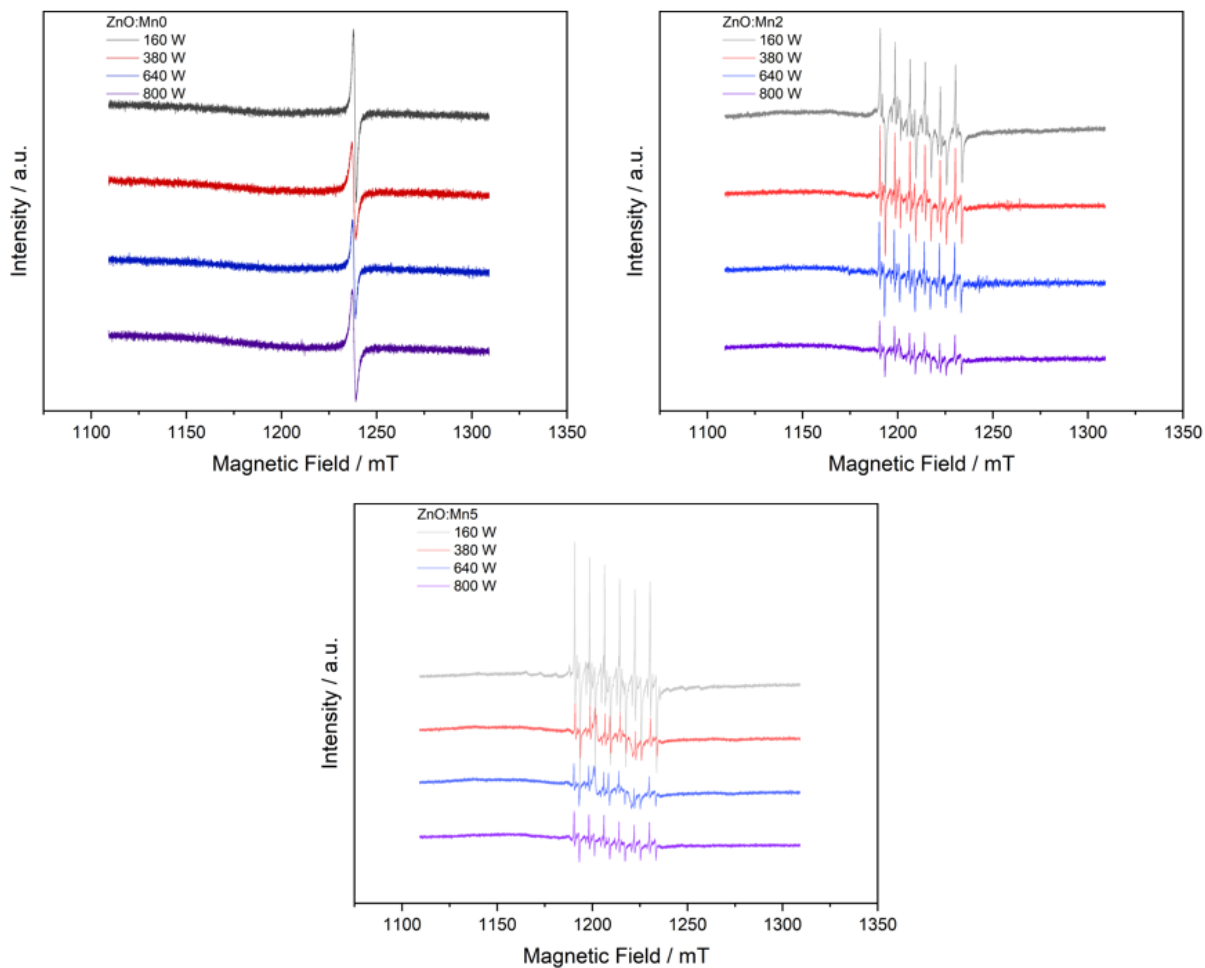 ZnO:Mn0
160 W
380 W
640 W
800 W
Intensity / a.u.
1100 1150 1200 1250 1300 1350
Magnetic Field / mT
ZnO:Mn2
160 W
380 W
640 W
800 W
Intensity / a.u.
1100 1150 1200 1250 1300 1350
Magnetic Field / mT
ZnO:Mn5
160 W
380 W
640 W
800 W
Intensity / a.u.
1100 1150 1200 1250 1300 1350
Magnetic Field / mT